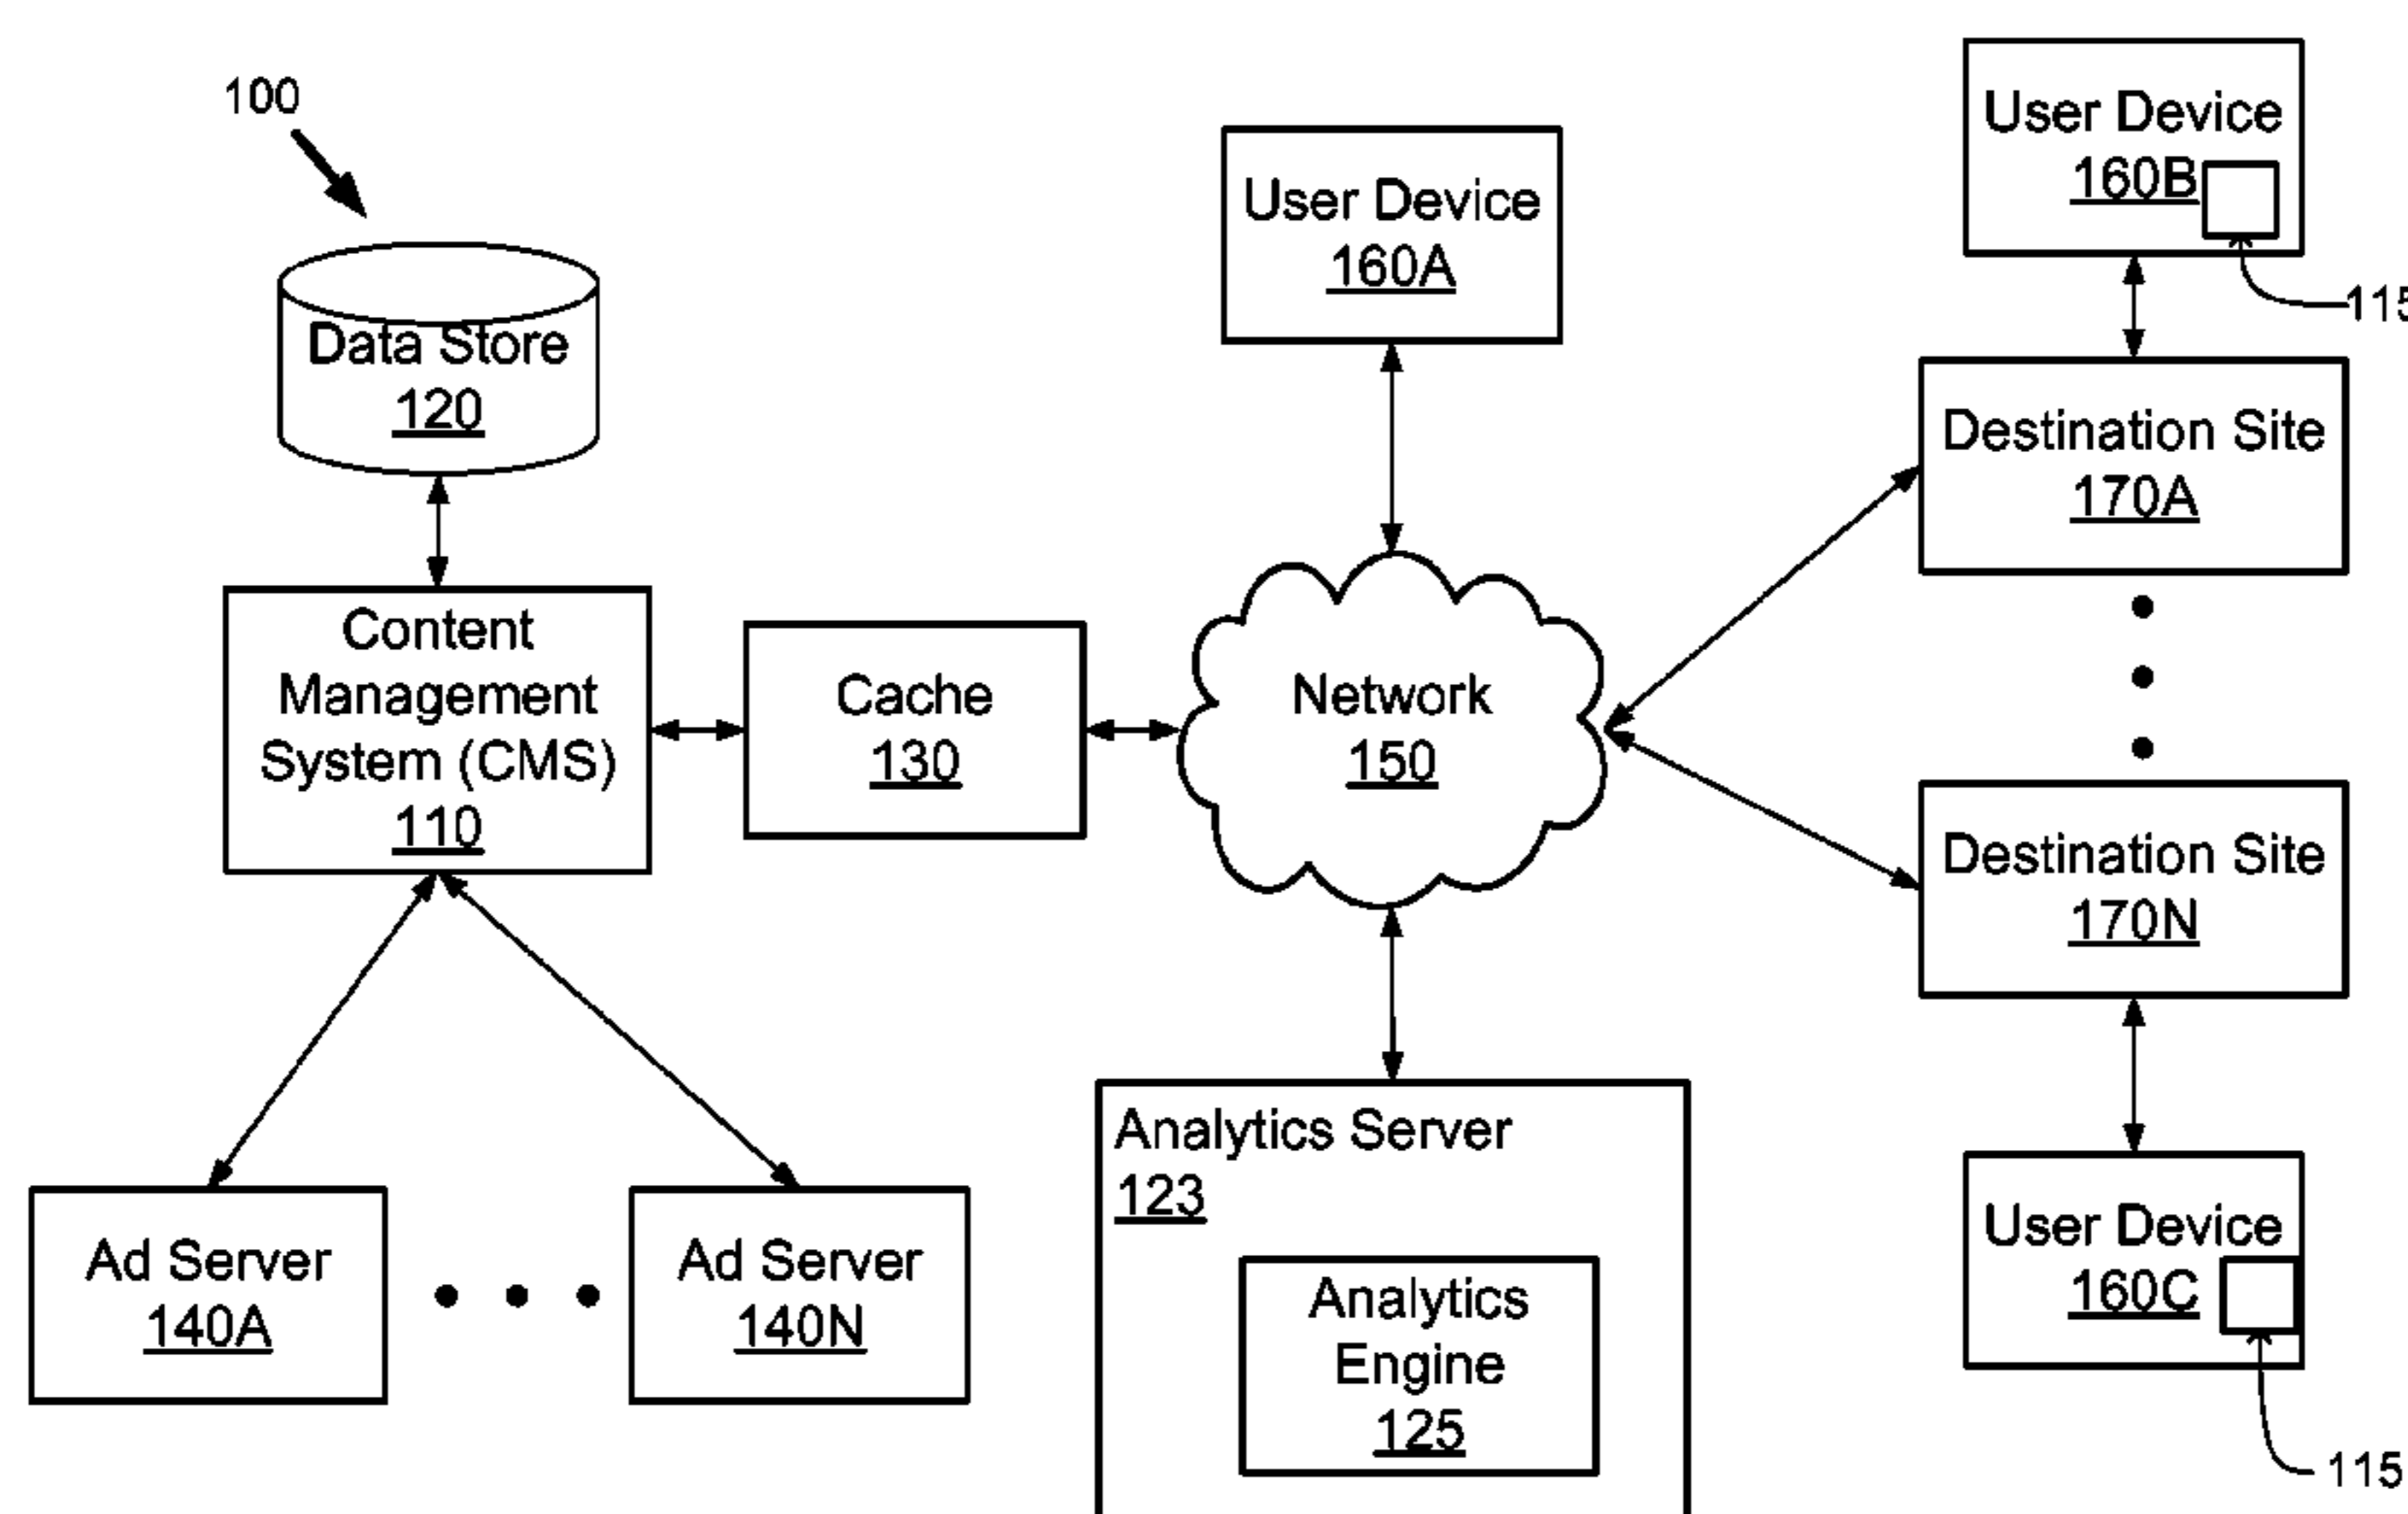 100
Data Store
120
Content
Management
System (CMS)
110
Cache
130
Ad Server
140A
Ad Server
140N
User Device
160A
Network
150
Analytics Server
123
Analytics
Engine
125
User Device
160B
115
Destination Site
170A
Destination Site
170N
User Device
160C
115